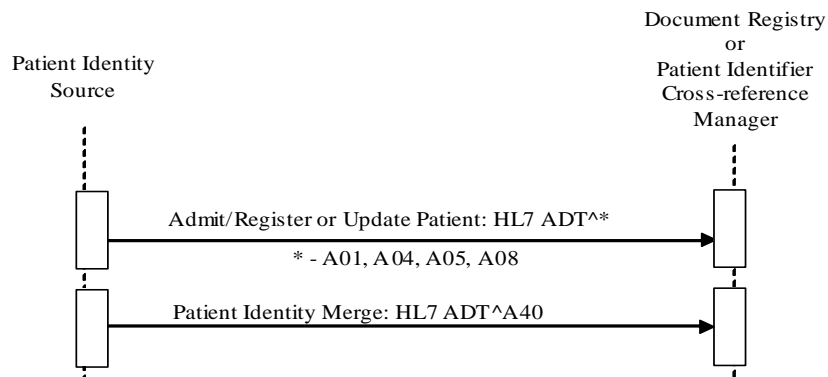 Document Registry
or
Patient Identifier
Cross-reference
Manager
Patient Identity
Source
Admit/Register or Update Patient: HL7 ADT^*
* - A01, A04, A05, A08
Patient Identity Merge: HL7 ADT^A40